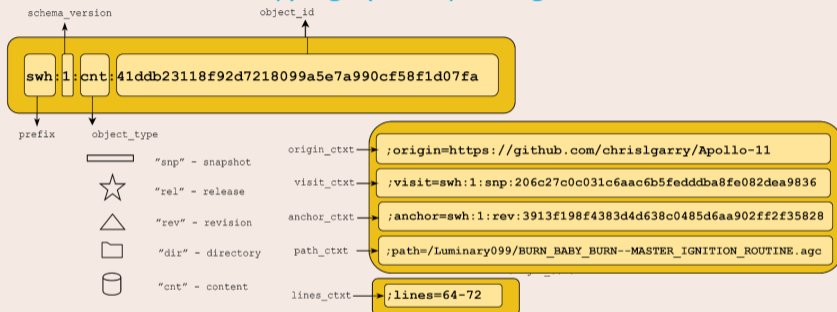 schema_version
object_id
swh:1:cnt:41ddb23118f92d7218099a5e7a990cf58f1d07fa
prefix
object_type
"snp" - snapshot
"rel" - release
"rev" - revision
"dir" - directory
"cnt" - content
origin_ctxt
;origin=https://github.com/chrislgarry/Apollo-11
visit_ctxt
;visit=swh:1:snp:206c27c0c031c6aac6b5fedddba8fe082dea9836
anchor_ctxt
;anchor=swh:1:rev:3913f198f4383d4d638c0485d6aa902ff2f35828
path_ctxt
;path=/Luminary099/BURN_BABY_BURN--MASTER_IGNITION_ROUTINE.agc
lines_ctxt
;lines=64-72